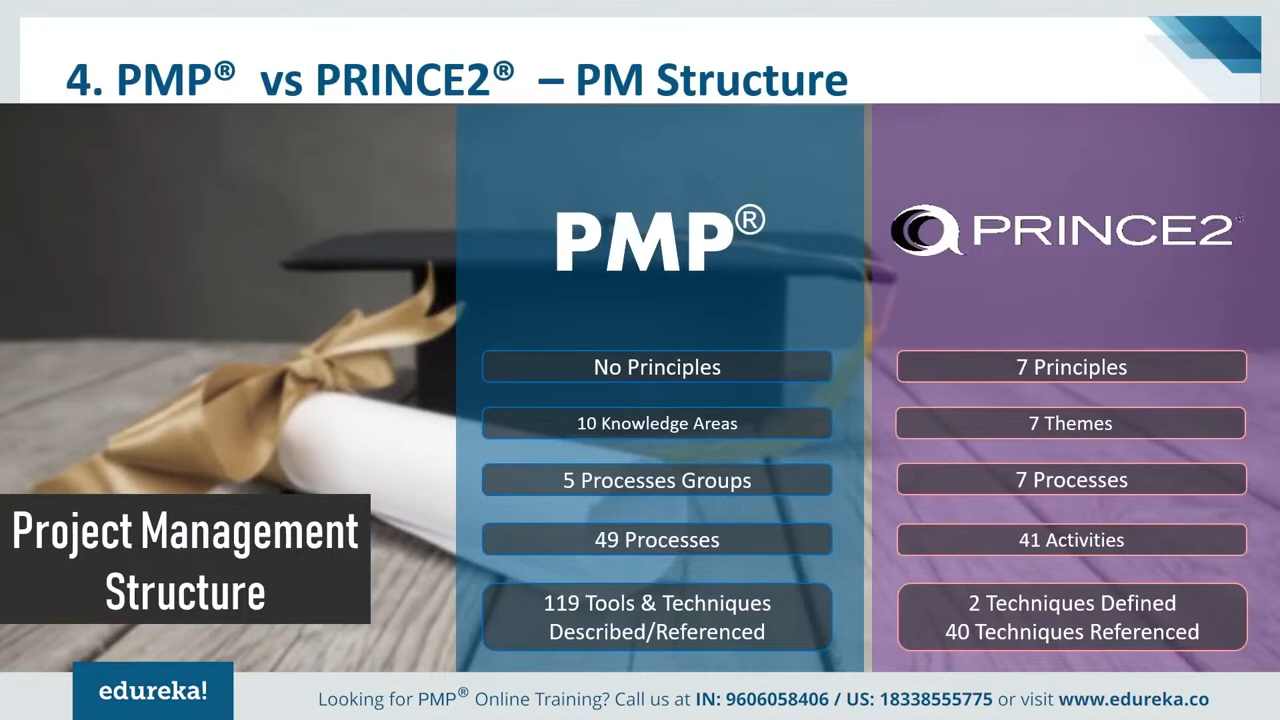 4. PMP® vs PRINCE2® – PM Structure
PMP®
PRINCE2®
No Principles
7 Principles
10 Knowledge Areas
7 Themes
5 Processes Groups
7 Processes
49 Processes
41 Activities
119 Tools & Techniques
Described/Referenced
2 Techniques Defined
40 Techniques Referenced
Project Management
Structure
edureka!
Looking for PMP® Online Training? Call us at IN: 9606058406 / US: 18338555775 or visit www.edureka.co